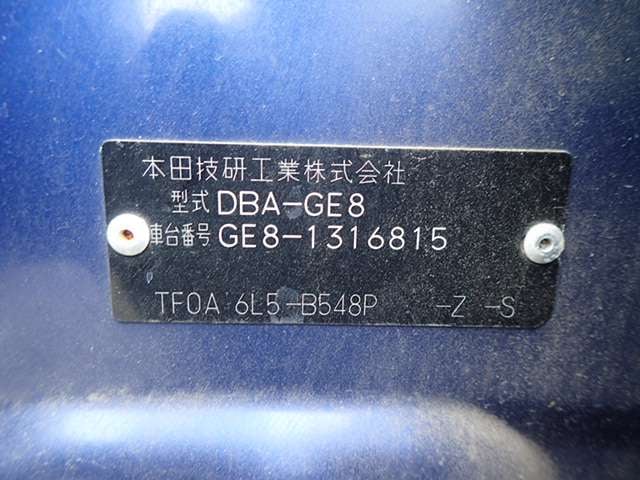 本田技研工業株式会社
型式 DBA-GE8
車台番号 GE8-1316815
TF0A 6L5-B548P -Z -S